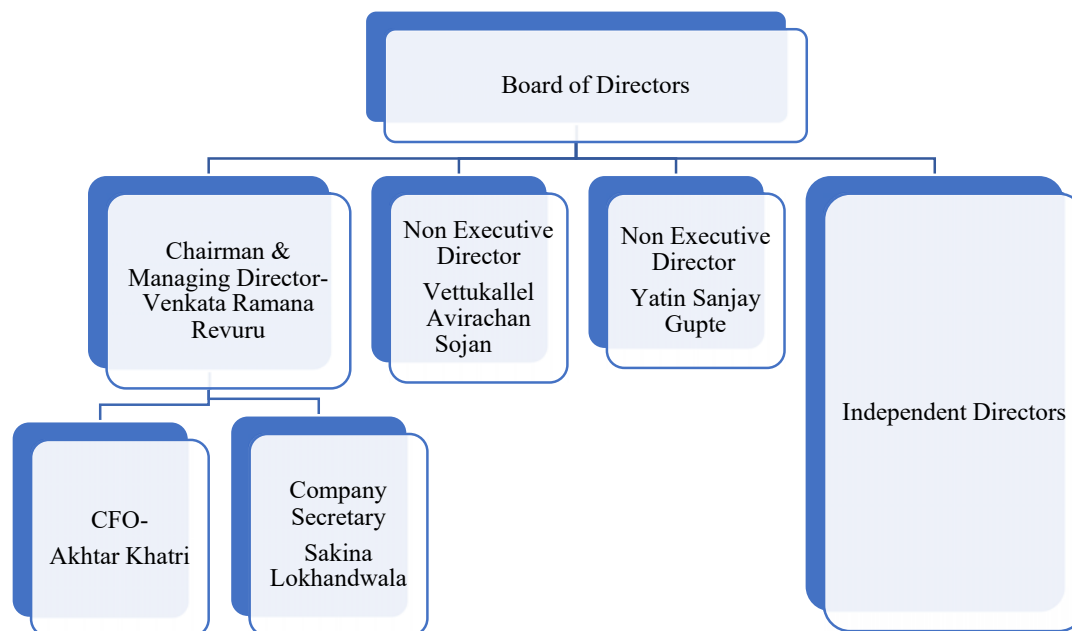 Board of Directors
Chairman &
Managing Director-
Venkata Ramana
Revuru
Non Executive
Director
Vettukallel
Avirachan
Sojan
Non Executive
Director
Yatin Sanjay
Gupte
Independent Directors
CFO-
Akhtar Khatri
Company
Secretary
Sakina
Lokhandwala